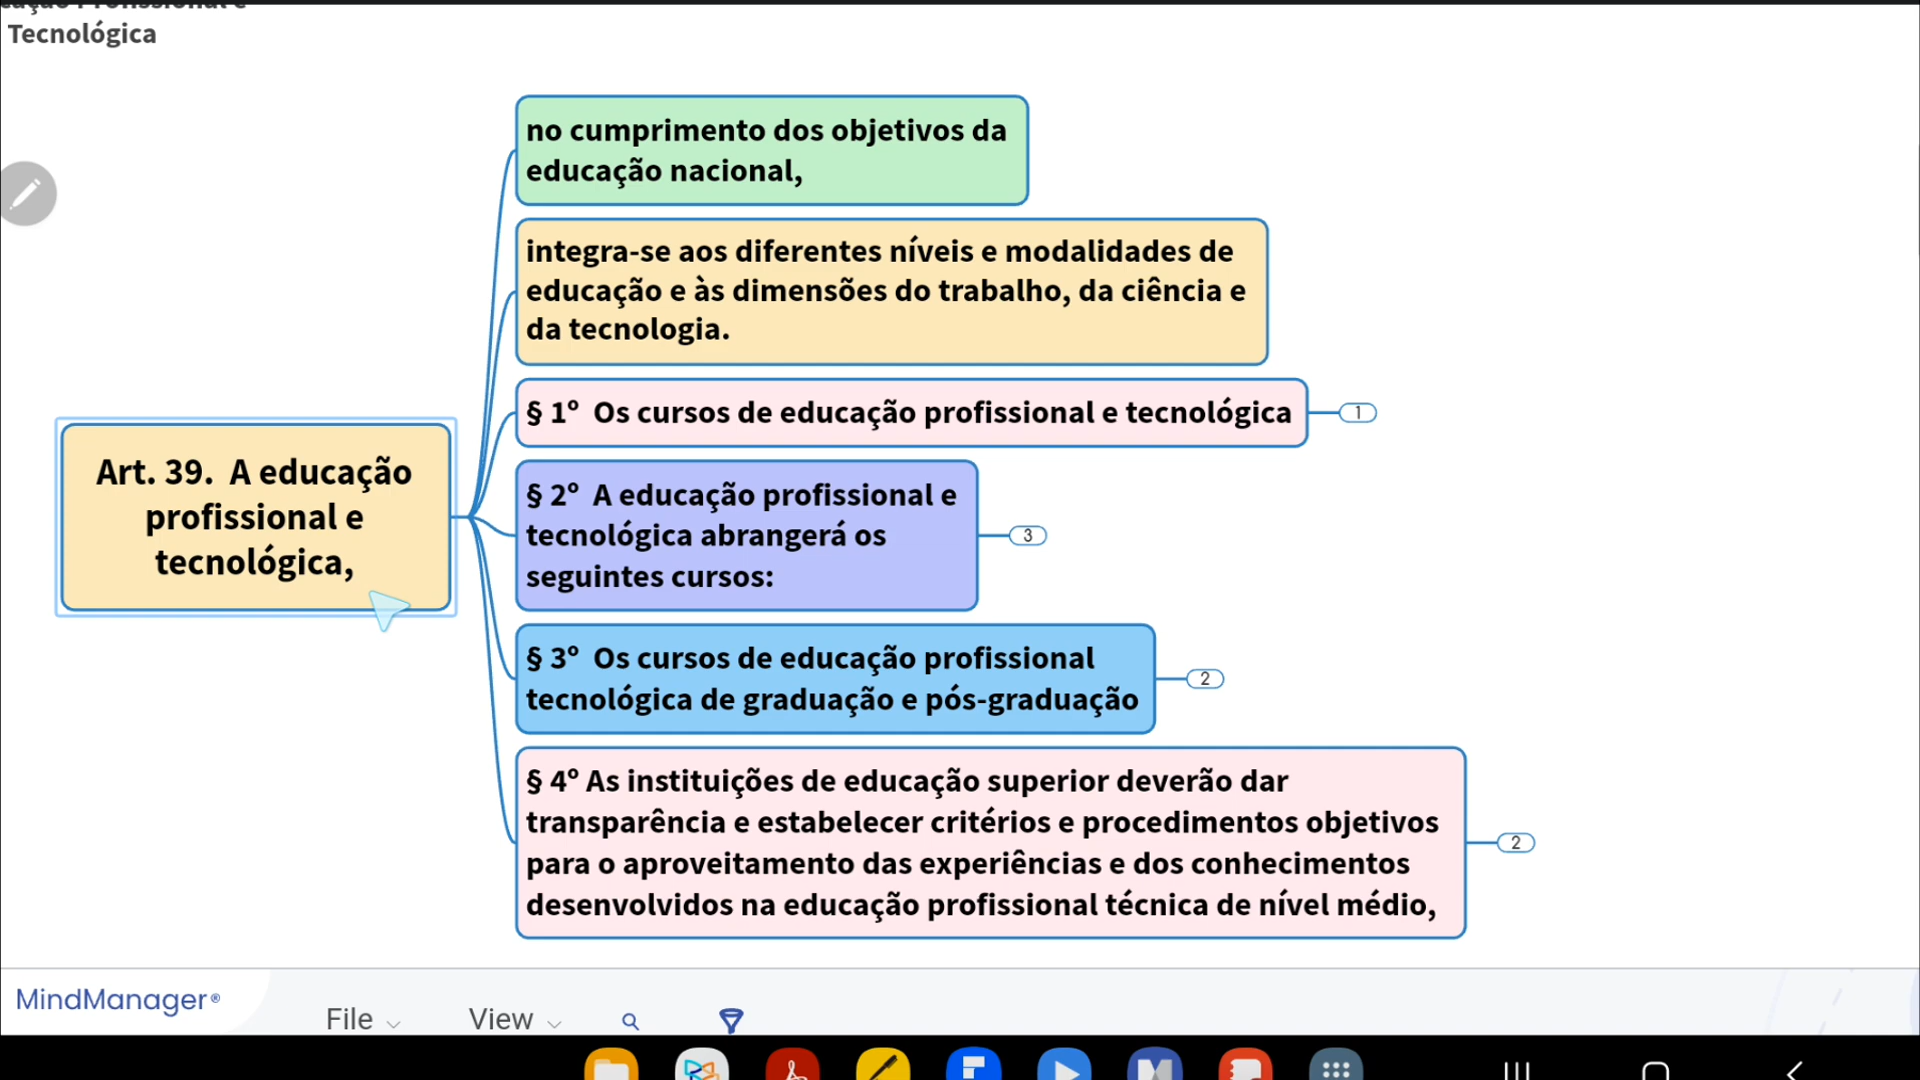 Tecnológica
no cumprimento dos objetivos da
educação nacional,
integra-se aos diferentes níveis e modalidades de
educação e às dimensões do trabalho, da ciência e
da tecnologia.
§ 1º  Os cursos de educação profissional e tecnológica
1
Art. 39.  A educação
profissional e
tecnológica,
§ 2º  A educação profissional e
tecnológica abrangerá os
seguintes cursos:
3
§ 3º  Os cursos de educação profissional
tecnológica de graduação e pós-graduação
2
§ 4º As instituições de educação superior deverão dar
transparência e estabelecer critérios e procedimentos objetivos
para o aproveitamento das experiências e dos conhecimentos
desenvolvidos na educação profissional técnica de nível médio,
2
MindManager®
File
View